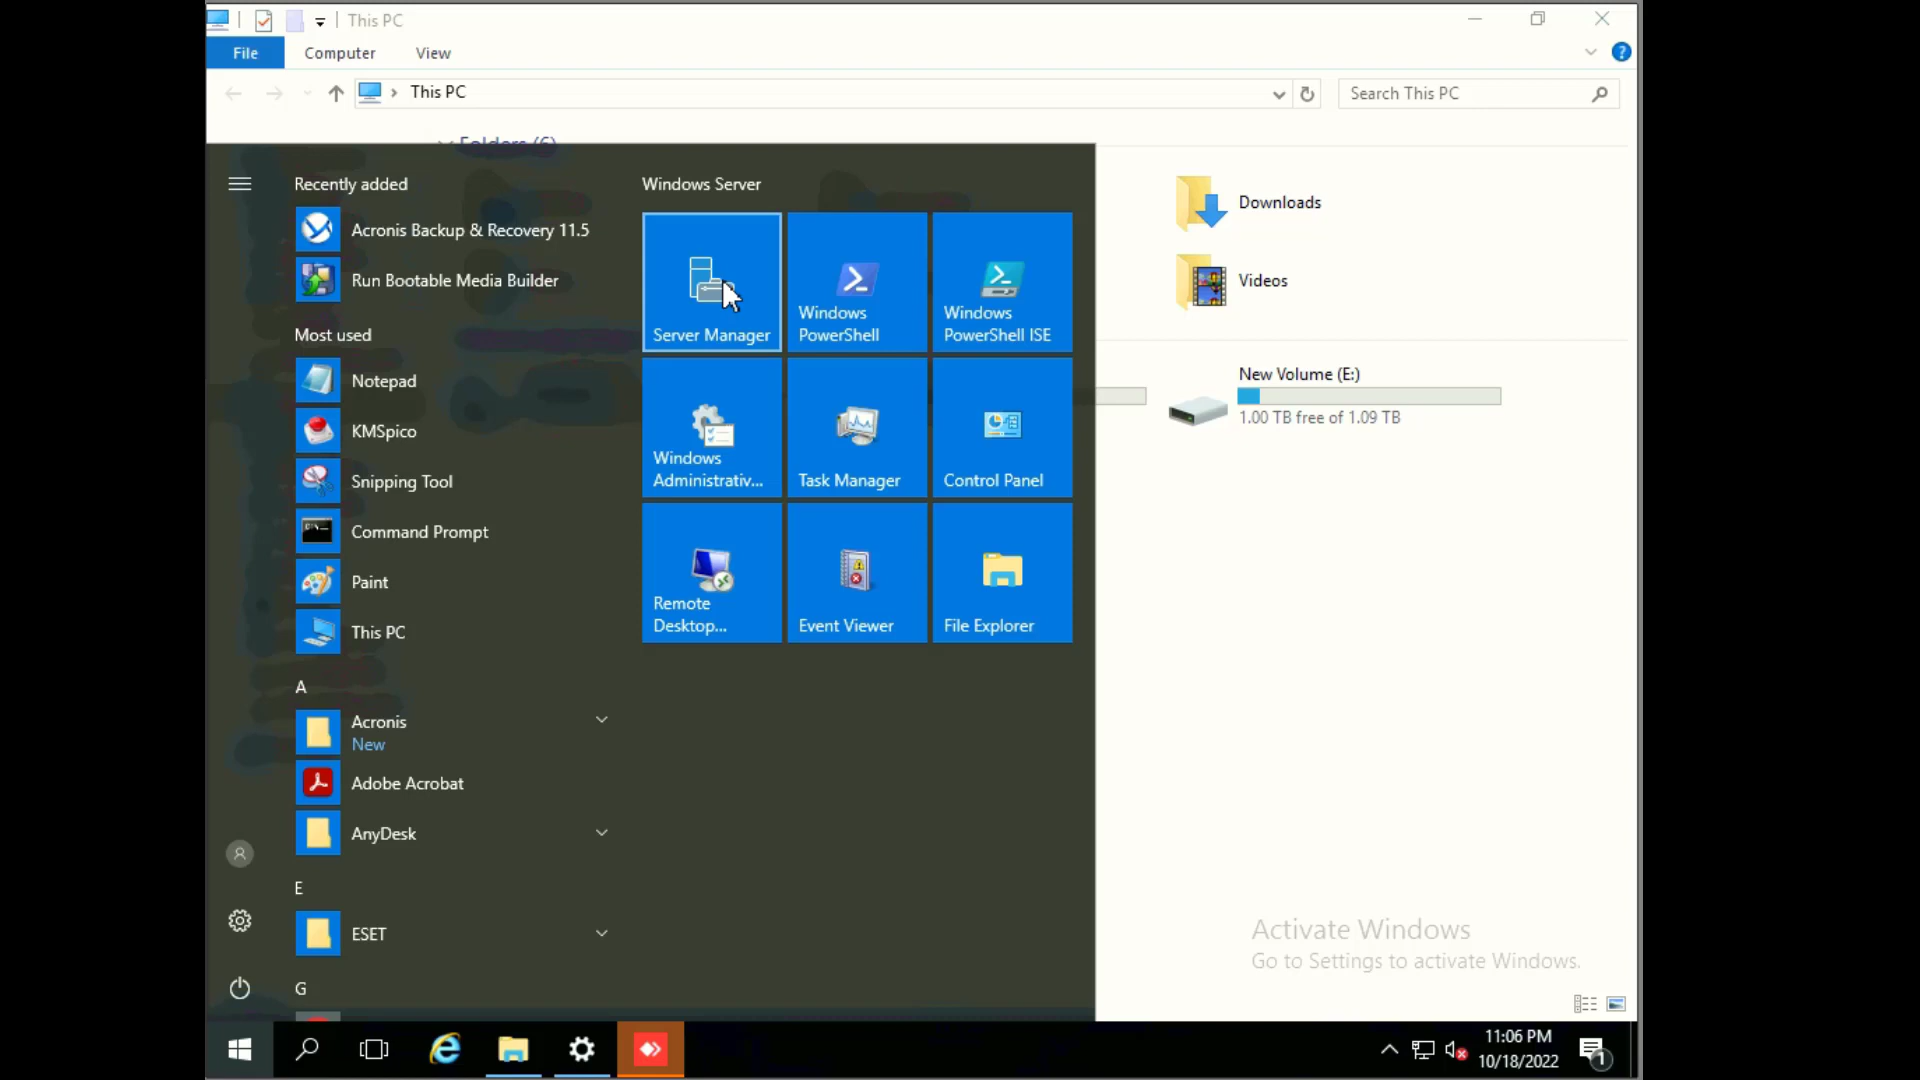 This PC
File
Computer
View
This PC
Search This PC
Folders (6)
Recently added
Acronis Backup & Recovery 11.5
Run Bootable Media Builder
Most used
Notepad
KMSpico
Snipping Tool
Command Prompt
Paint
This PC
A
Acronis
New
Adobe Acrobat
AnyDesk
E
ESET
G
Windows Server
Server Manager
Windows
PowerShell
Windows
PowerShell ISE
Windows
Administrativ...
Task Manager
Control Panel
Remote
Desktop...
Event Viewer
File Explorer
Downloads
Videos
New Volume (E:)
1.00 TB free of 1.09 TB
Activate Windows
Go to Settings to activate Windows.
11:06 PM
10/18/2022
1